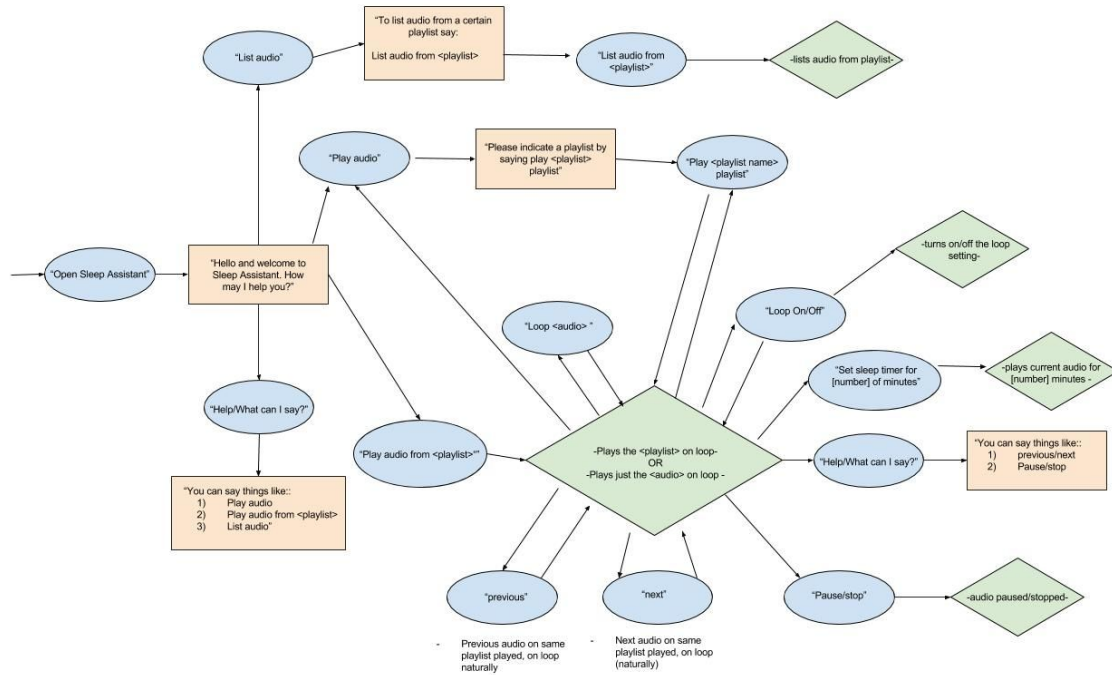 “To list audio from a certain
playlist say:
List audio from <playlist>
“List audio”
“List audio from
<playlist>”
-lists audio from playlist-
“Play audio”
“Please indicate a playlist by
saying play <playlist>
playlist”
“Play <playlist name>
playlist”
“Open Sleep Assistant”
“Hello and welcome to
Sleep Assistant. How
may I help you?”
-turns on/off the loop
setting-
“Loop <audio> ”
“Loop On/Off”
“Set sleep timer for
[number] of minutes”
-plays current audio for
[number] minutes -
“Help/What can I say?”
“Play audio from <playlist>“”
-Plays the <playlist> on loop-
OR
-Plays just the <audio> on loop -
“Help/What can I say?”
“You can say things like::
1) previous/next
2) Pause/stop
“You can say things like::
1) Play audio
2) Play audio from <playlist>
3) List audio”
“previous”
“next”
“Pause/stop”
-audio paused/stopped-
- Previous audio on same
playlist played, on loop
naturally
- Next audio on same
playlist played, on loop
(naturally)